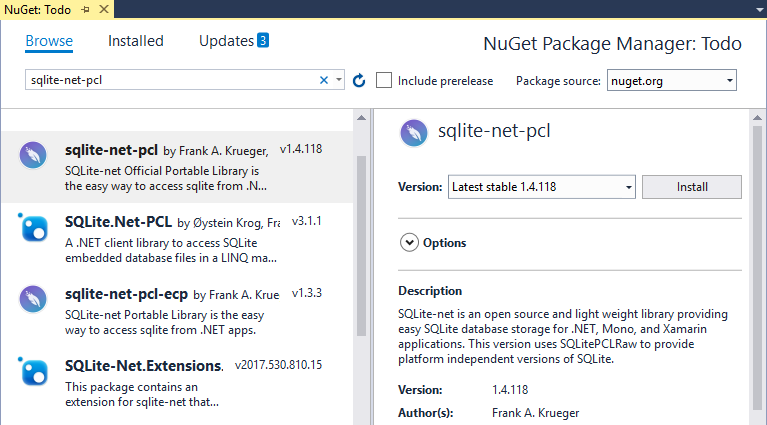 NuGet: Todo
Browse Installed Updates 3
NuGet Package Manager: Todo
sqlite-net-pcl
Include prerelease
Package source: nuget.org
sqlite-net-pcl by Frank A. Krueger, v1.4.118
SQLite-net Official Portable Library is
the easy way to access sqlite from .N...
SQLite.Net-PCL by Øystein Krog, Fra v3.1.1
A .NET client library to access SQLite
embedded database files in a LINQ ma...
sqlite-net-pcl-ecp by Frank A. Krue v1.3.3
SQLite-net Portable Library is the easy
way to access sqlite from .NET apps.
SQLite-Net.Extensions. v2017.530.810.15
This package contains an
extension for sqlite-net that...
sqlite-net-pcl
Version: Latest stable 1.4.118 Install
Options
Description
SQLite-net is an open source and light weight library providing
easy SQLite database storage for .NET, Mono, and Xamarin
applications. This version uses SQLitePCLRaw to provide
platform independent versions of SQLite.
Version: 1.4.118
Author(s): Frank A. Krueger